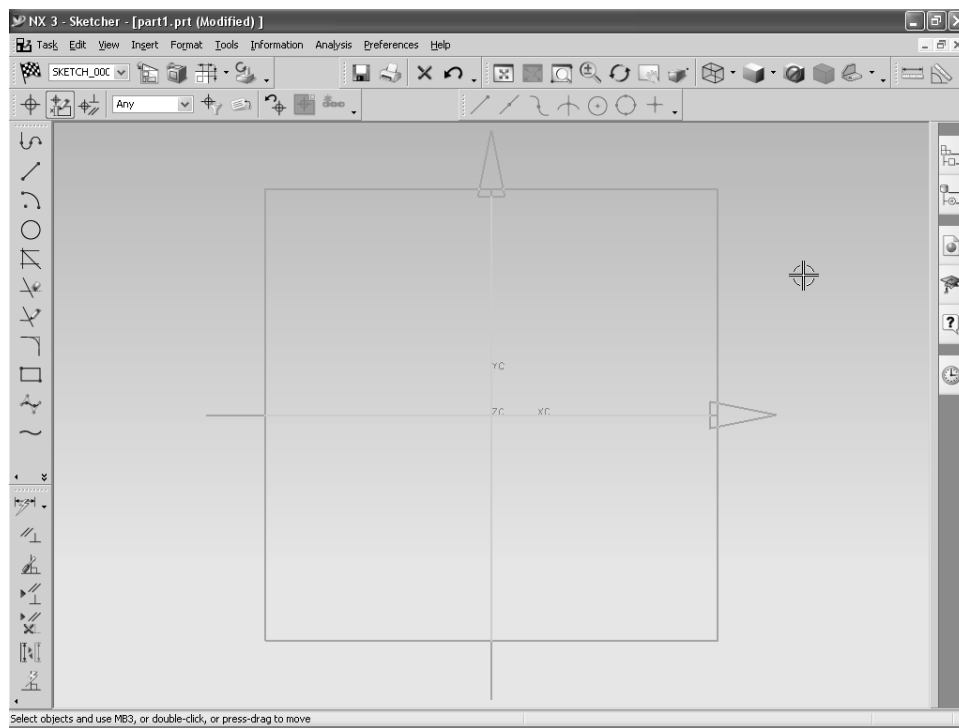 NX 3 - Sketcher - [part1.prt (Modified) ]
Task Edit View Insert Format Tools Information Analysis Preferences Help
SKETCH_00C
Any
YC
ZC XC
Select objects and use MB3, or double-click, or press-drag to move